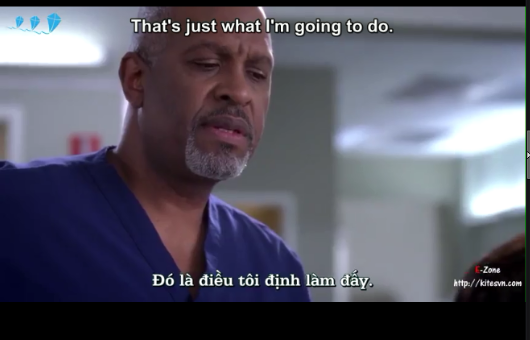 That's just what I'm going to do.
Đó là điều tôi định làm đấy.
E-Zone
http://kitesvn.com